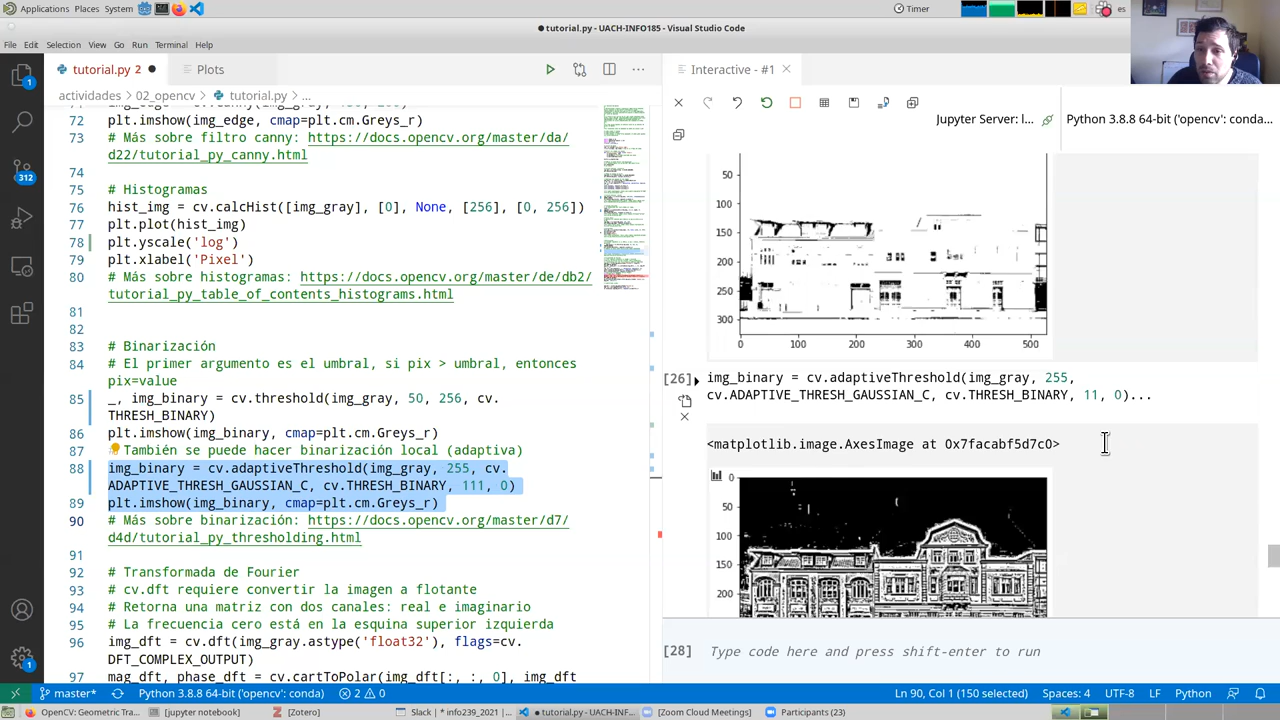 Applications Places System Timer es
tutorial.py - UACH-INFO185 - Visual Studio Code
File Edit Selection View Go Run Terminal Help
tutorial.py 2 Plots Interactive - #1
actividades > 02_opencv > tutorial.py > ...
Jupyter Server: l... Python 3.8.8 64-bit ('opencv': conda...
72 plt.imshow(img_edge, cmap=plt.cm.Greys_r)
73 # Más sobre filtro canny: https://docs.opencv.org/master/da/
d22/tutorial_py_canny.html
74
75 # Histogramas
76 hist_img = cv.calcHist([img_gray [0], None [256], [0 256])
77 plt.plot(hist_img)
78 plt.yscale('log')
79 plt.xlabel('Pixel')
80 # Más sobre histogramas: https://docs.opencv.org/master/de/db2/
tutorial_py_table_of_contents_histograms.html
81
82
83 # Binarización
84 # El primer argumento es el umbral, si pix > umbral, entonces
pix=value
85 _, img_binary = cv.threshold(img_gray, 50, 256, cv.
THRESH_BINARY)
86 plt.imshow(img_binary, cmap=plt.cm.Greys_r)
87 También se puede hacer binarización local (adaptiva)
88 img_binary = cv.adaptiveThreshold(img_gray, 255, cv.
ADAPTIVE_THRESH_GAUSSIAN_C, cv.THRESH_BINARY, 111, 0)
89 plt.imshow(img_binary, cmap=plt.cm.Greys_r)
90 # Más sobre binarización: https://docs.opencv.org/master/d7/
d4d/tutorial_py_thresholding.html
91
92 # Transformada de Fourier
93 # cv.dft requiere convertir la imagen a flotante
94 # Retorna una matriz con dos canales: real e imaginario
95 # La frecuencia cero está en la esquina superior izquierda
96 img_dft = cv.dft(img_gray.astype('float32'), flags=cv.
DFT_COMPLEX_OUTPUT)
97 mag_dft, phase_dft = cv.cartToPolar(img_dft[:, :, 0], img_dft
50
100
150
200
250
300
0 100 200 300 400 500
[26] img_binary = cv.adaptiveThreshold(img_gray, 255,
cv.ADAPTIVE_THRESH_GAUSSIAN_C, cv.THRESH_BINARY, 11, 0)...
<matplotlib.image.AxesImage at 0x7facabf5d7c0>
0
50
100
150
200
[28] Type code here and press shift-enter to run
1
312
1
master* Python 3.8.8 64-bit ('opencv': conda) 2 0 Ln 90, Col 1 (150 selected) Spaces: 4 UTF-8 LF Python
OpenCV: Geometric Tra... [jupyter notebook] [Zotero] Slack | info239_2021 | ... tutorial.py - UACH-INF... [Zoom Cloud Meetings] Participants (23)